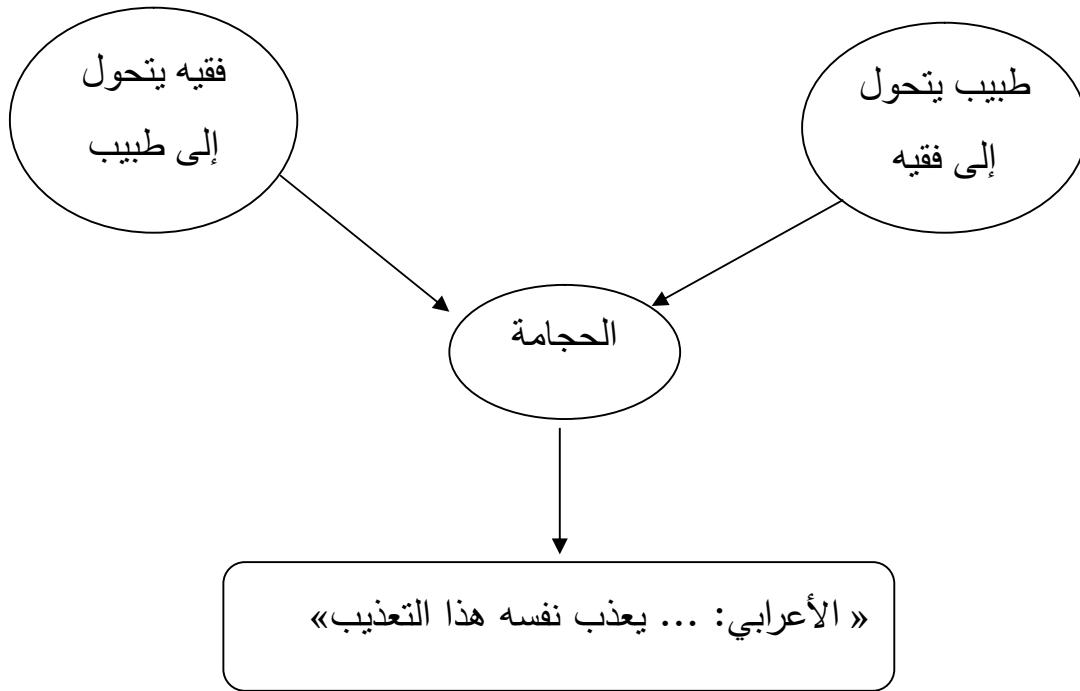 طبيب يتحول
إلى فقيه
فقيه يتحول
إلى طبيب
الحجامة
« الأعرابي: ... يعذب نفسه هذا التعذيب»